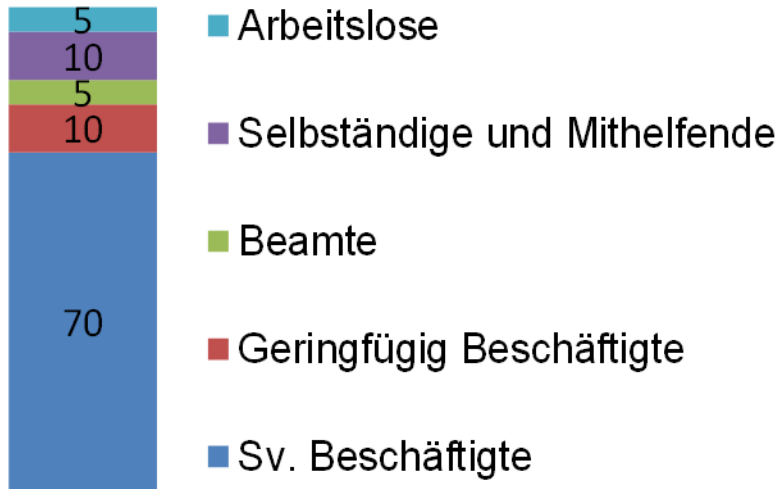 5 Arbeitslose
10
5 Selbständige und Mithelfende
10
Beamte
70 Geringfügig Beschäftigte
Sv. Beschäftigte